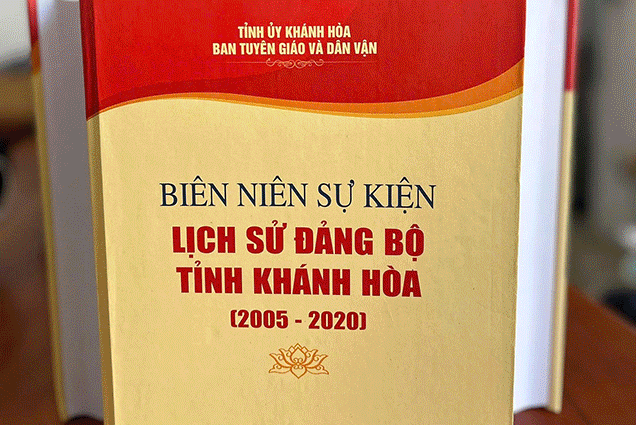 TỈNH ỦY KHÁNH HÒA
BAN TUYÊN GIÁO VÀ DÂN VẬN
BIÊN NIÊN SỰ KIỆN
LỊCH SỬ ĐẢNG BỘ
TỈNH KHÁNH HÒA
(2005 - 2020)